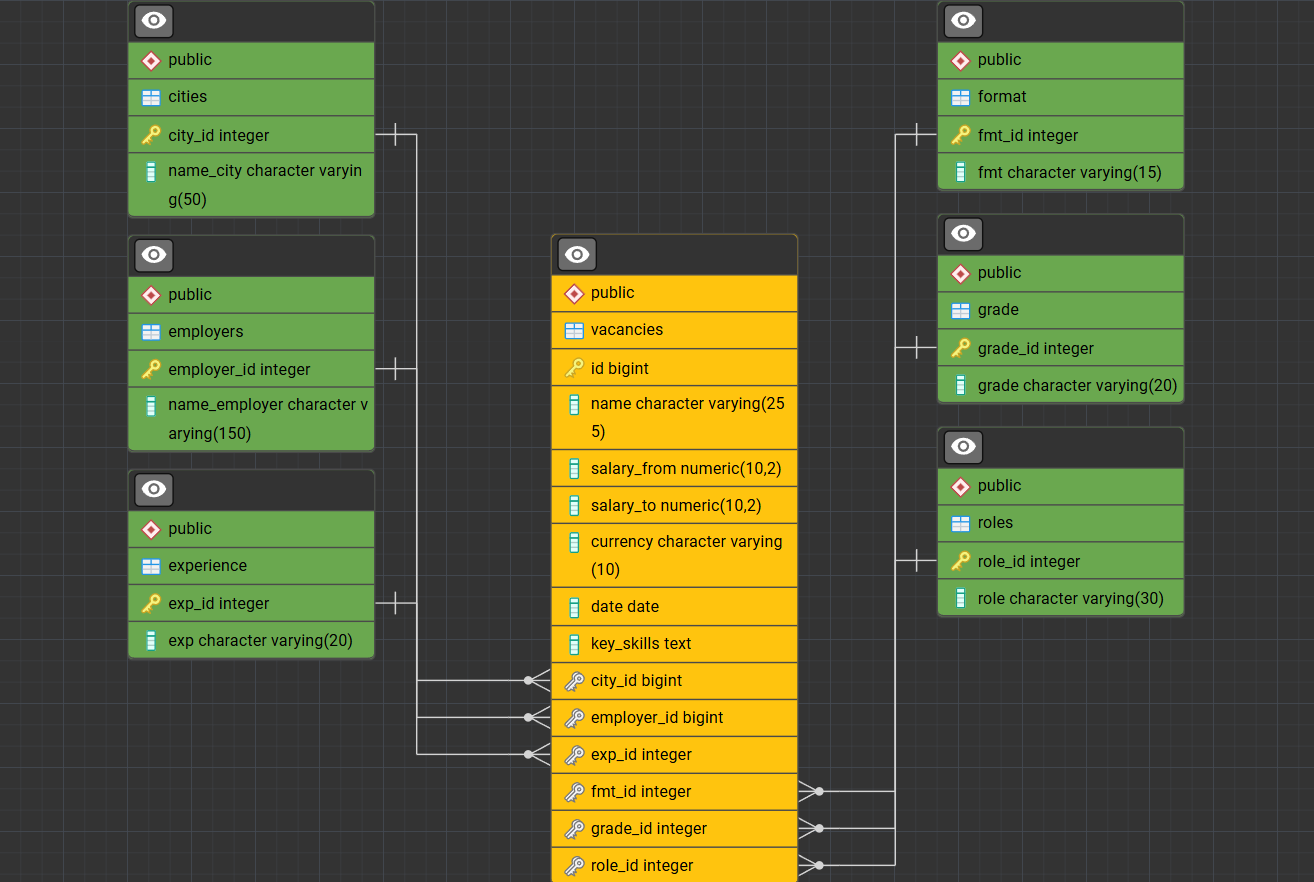 public
cities
city_id integer
name_city character varyin
g(50)
public
employers
employer_id integer
name_employer character v
arying(150)
public
experience
exp_id integer
exp character varying(20)
public
vacancies
id bigint
name character varying(25
5)
salary_from numeric(10,2)
salary_to numeric(10,2)
currency character varying
(10)
date date
key_skills text
city_id bigint
employer_id bigint
exp_id integer
fmt_id integer
grade_id integer
role_id integer
public
format
fmt_id integer
fmt character varying(15)
public
grade
grade_id integer
grade character varying(20)
public
roles
role_id integer
role character varying(30)